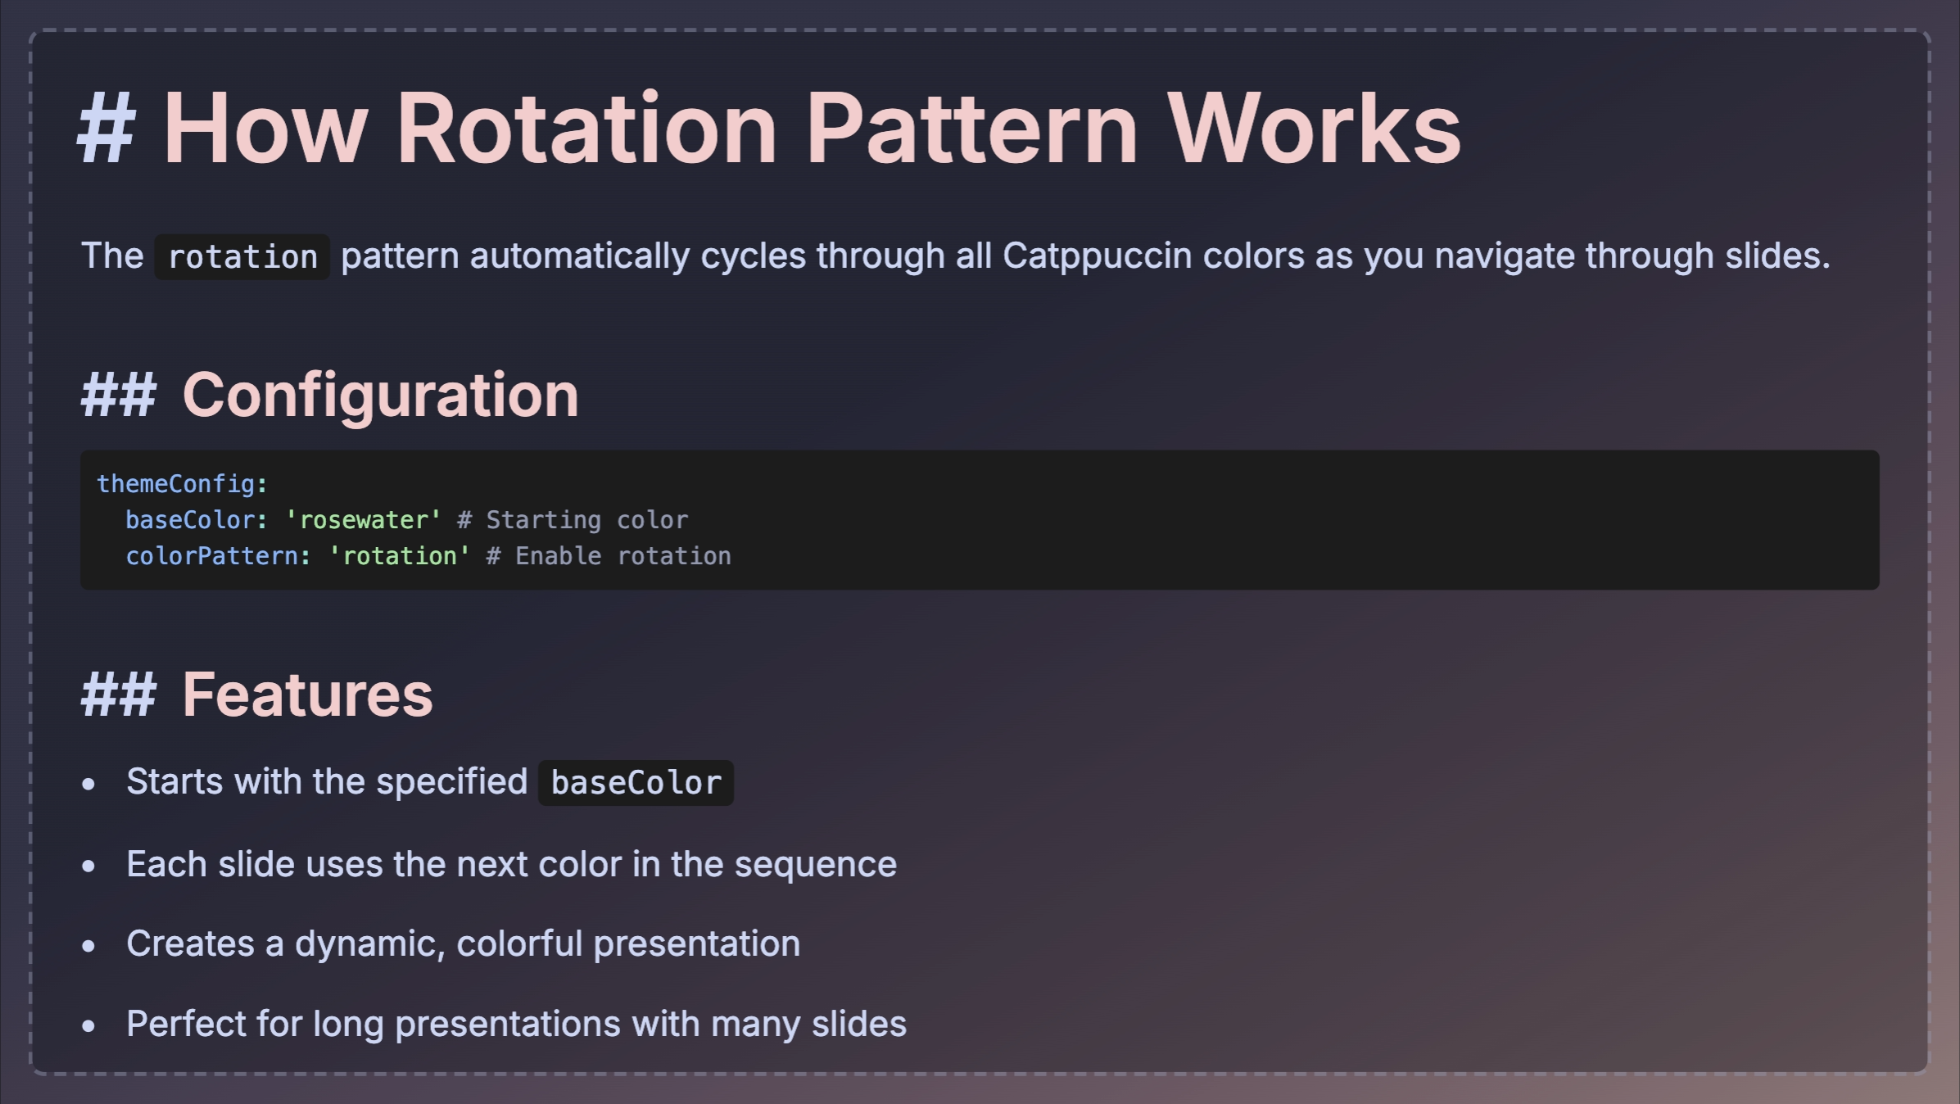 # How Rotation Pattern Works
The rotation pattern automatically cycles through all Catppuccin colors as you navigate through slides.
## Configuration
themeConfig:
  baseColor: 'rosewater' # Starting color
  colorPattern: 'rotation' # Enable rotation
## Features
• Starts with the specified baseColor
• Each slide uses the next color in the sequence
• Creates a dynamic, colorful presentation
• Perfect for long presentations with many slides